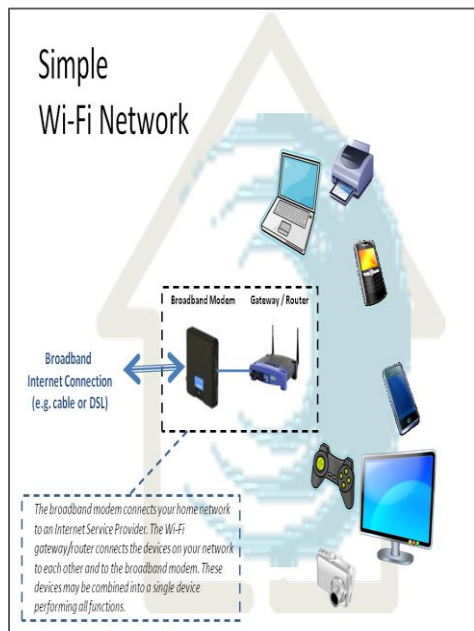 Simple
Wi-Fi Network
Broadband Modem
Gateway / Router
Broadband
Internet Connection
(e.g. cable or DSL)
The broadband modem connects your home network
to an Internet Service Provider. The Wi-Fi
gateway/router connects the devices on your network
to each other and to the broadband modem. These
devices may be combined into a single device
performing all functions.